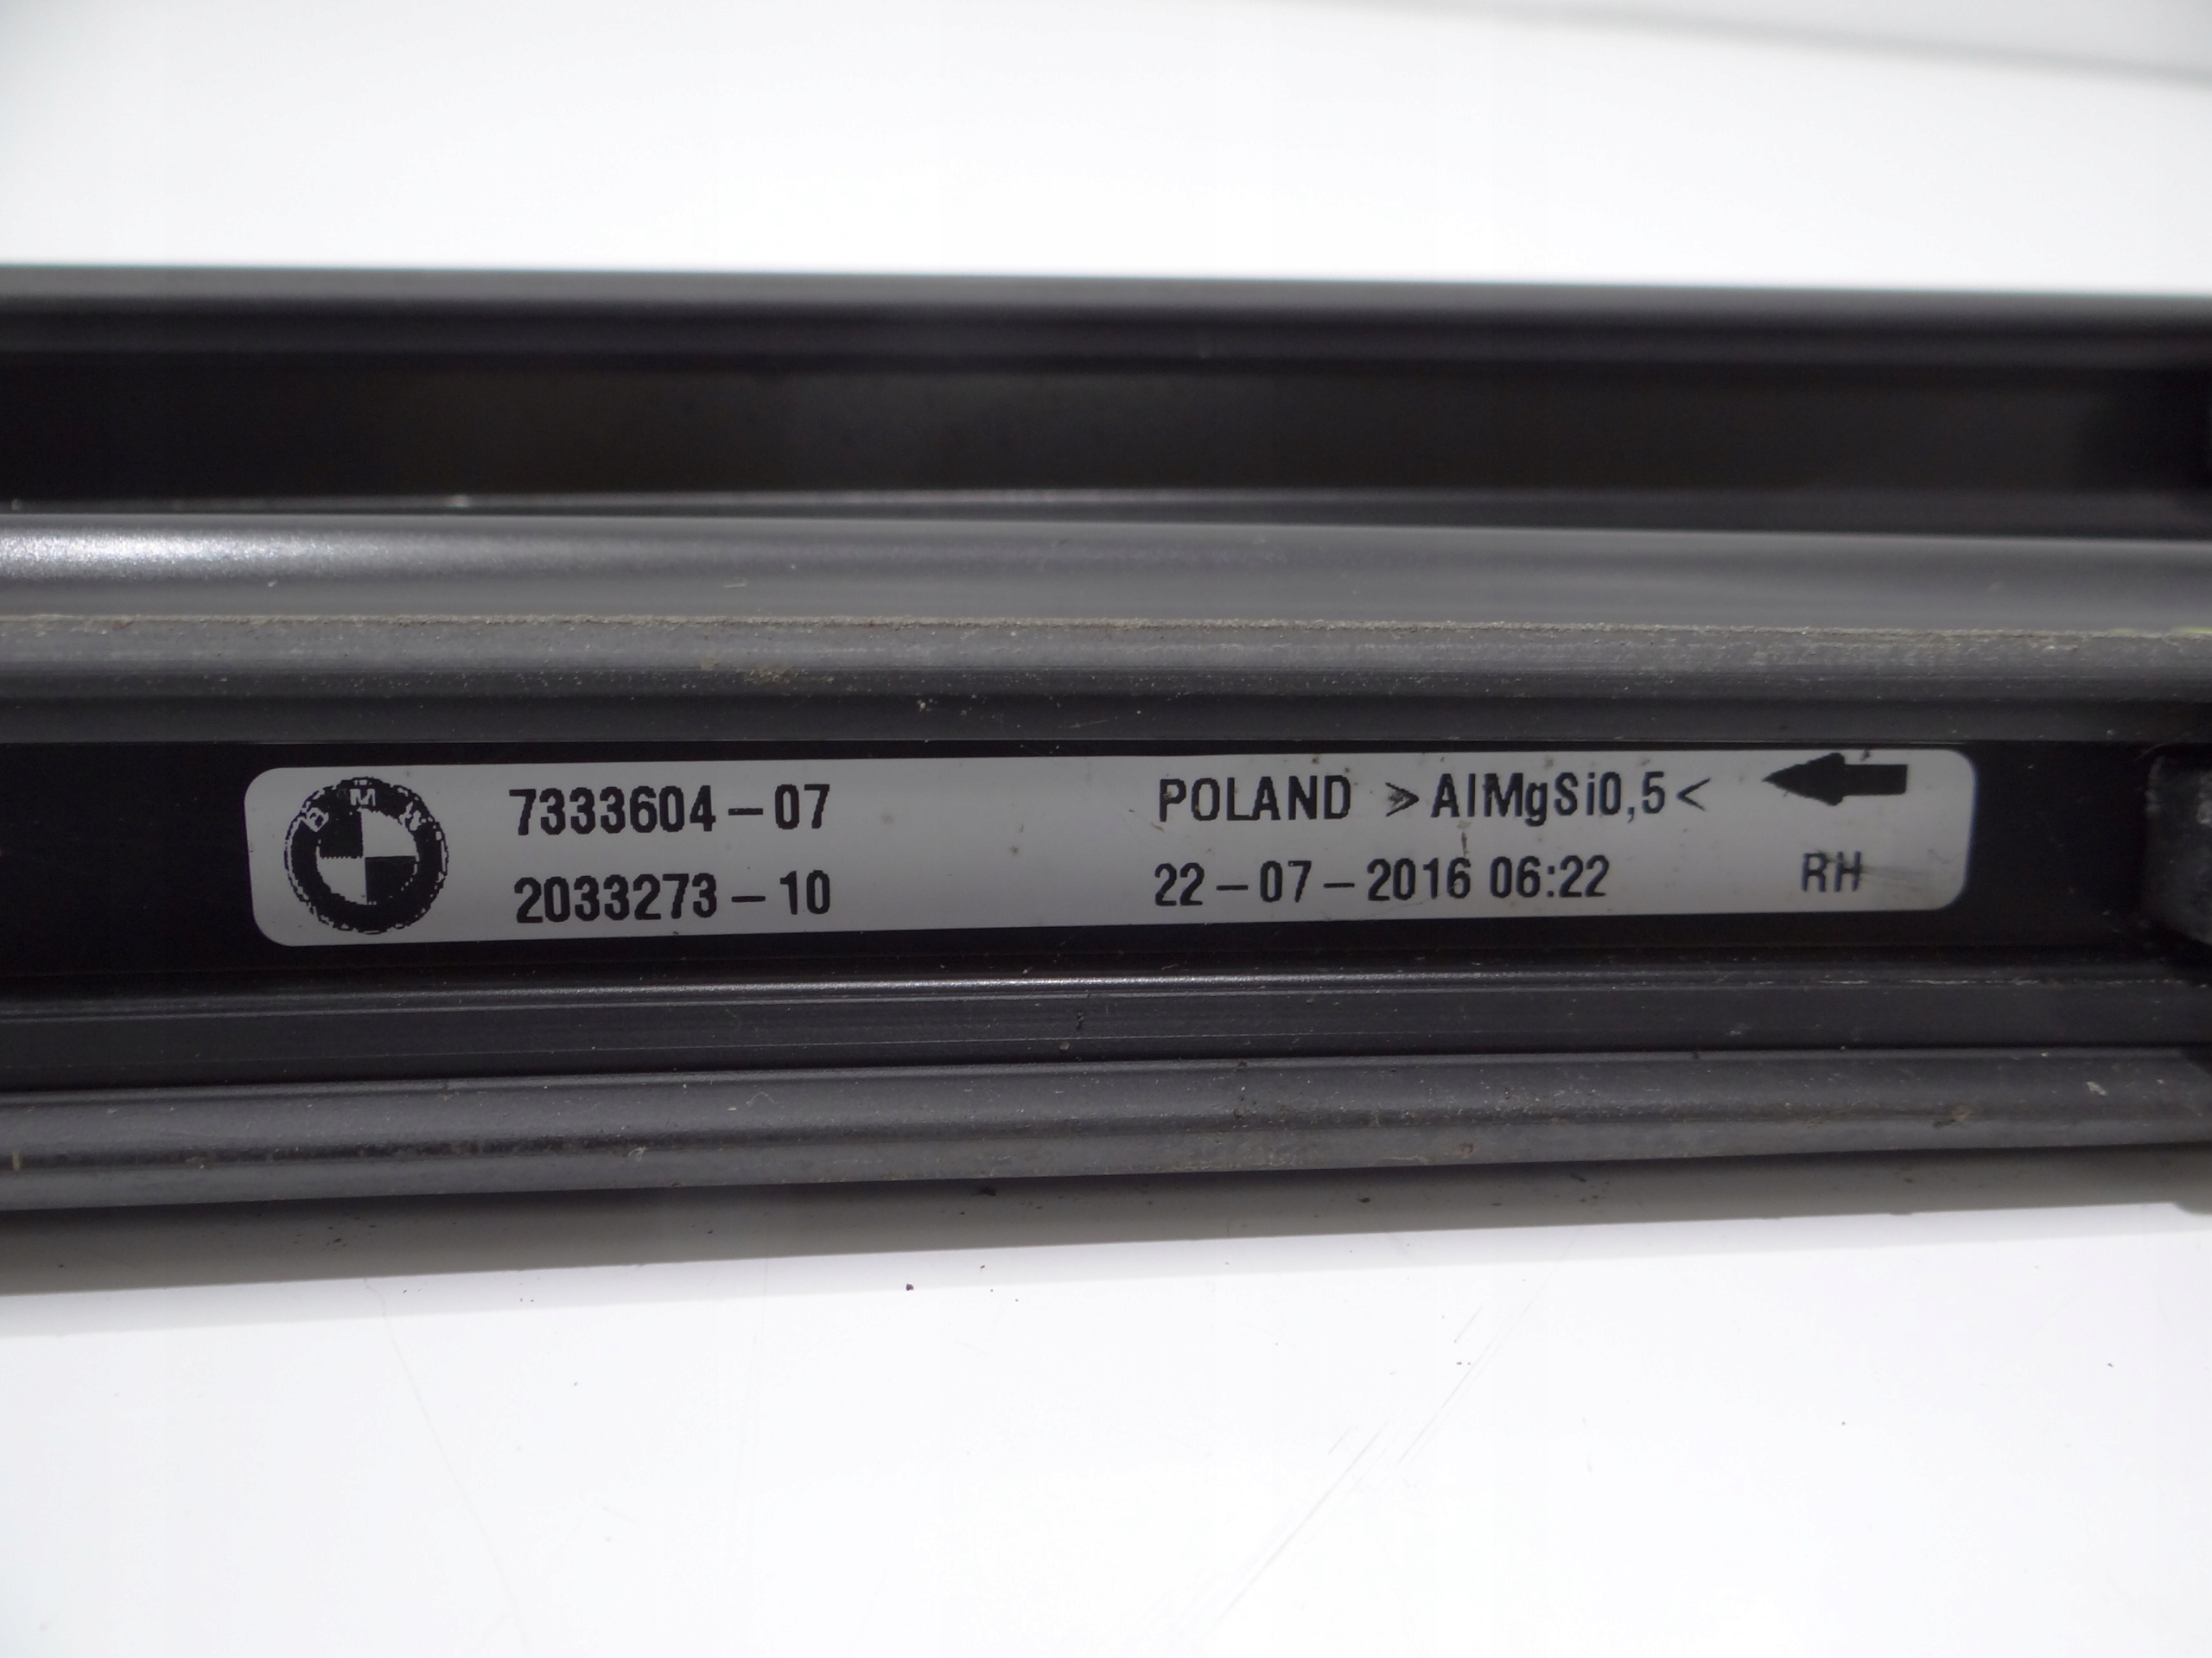 BMW
7333604-07
2033273-10
POLAND >AlMgSi0,5<
22-07-2016 06:22
RH